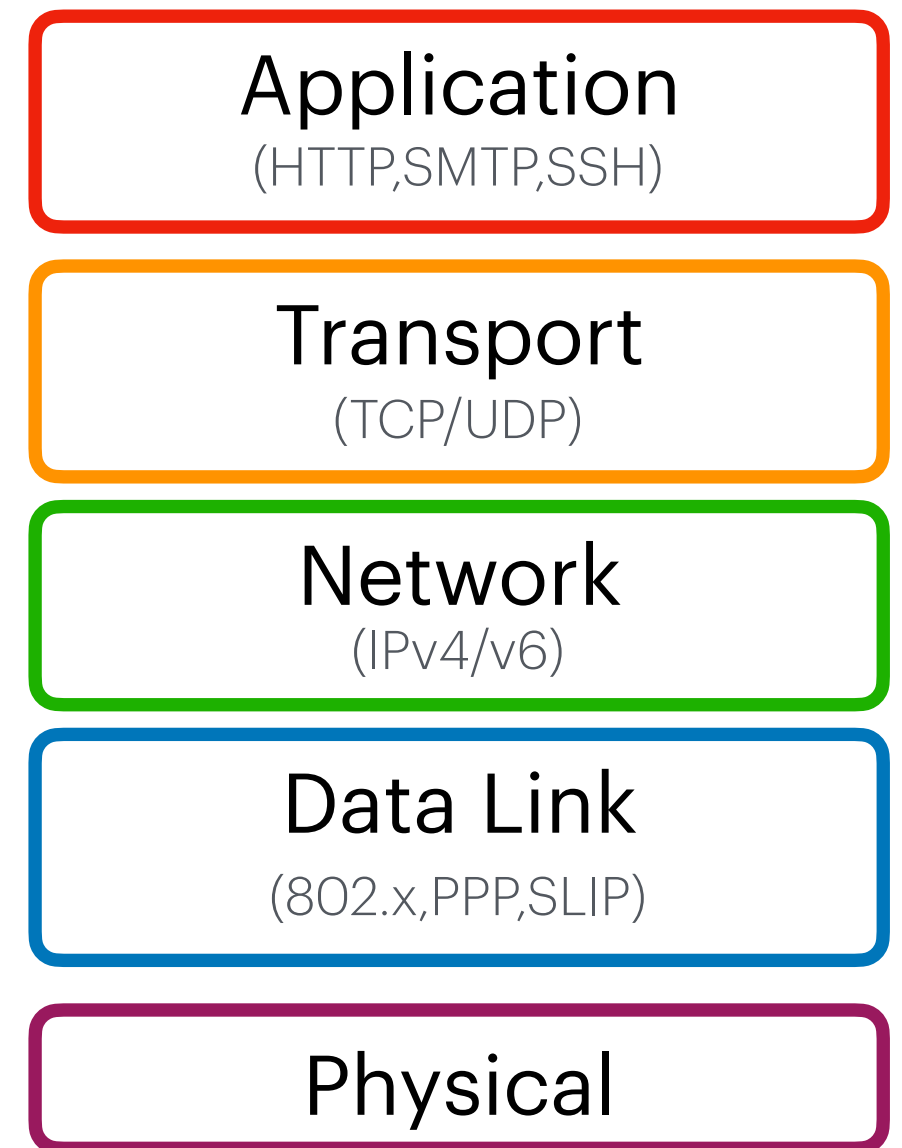 Application
(HTTP,SMTP,SSH)
Transport
(TCP/UDP)
Network
(IPv4/v6)
Data Link
(802.x,PPP,SLIP)
Physical